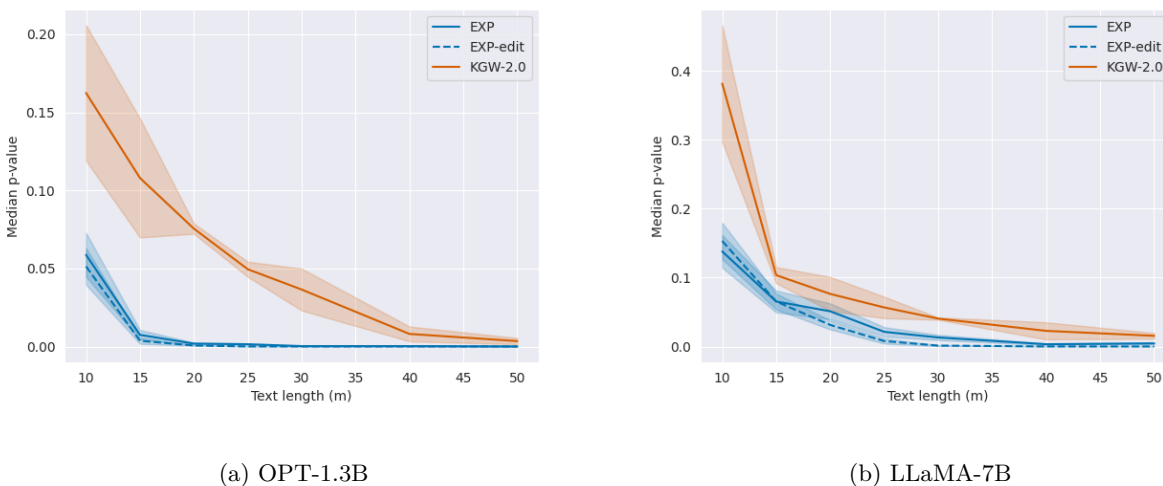 0.20
0.15
0.10
0.05
0.00
Median p-value
10 15 20 25 30 35 40 45 50
Text length (m)
EXP
EXP-edit
KGW-2.0
(a) OPT-1.3B
0.4
0.3
0.2
0.1
0.0
Median p-value
10 15 20 25 30 35 40 45 50
Text length (m)
EXP
EXP-edit
KGW-2.0
(b) LLaMA-7B